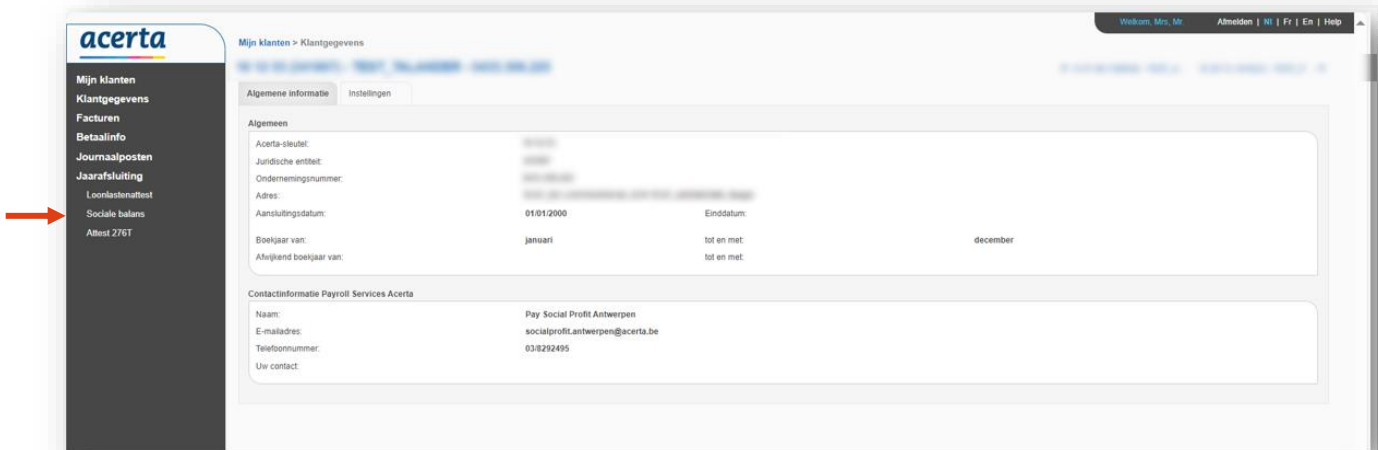 acerta
Welkom, Mrs, Mr. Afmelden | Nl | Fr | En | Help
Mijn klanten > Klantgegevens
Mijn klanten
Klantgegevens
Facturen
Betaalinfo
Journaalposten
Jaarafsluiting
Loonlastenattest
Sociale balans
Attest 276T
Algemene informatie Instellingen
Algemeen
Acerta-sleutel:
Juridische entiteit:
Ondernemingsnummer:
Adres:
Aansluitingsdatum: 01/01/2000 Einddatum:
Boekjaar van: januari tot en met: december
Afwijkend boekjaar van: tot en met:
Contactinformatie Payroll Services Acerta
Naam: Pay Social Profit Antwerpen
E-mailadres: socialprofit.antwerpen@acerta.be
Telefoonnummer: 03/8292495
Uw contact: